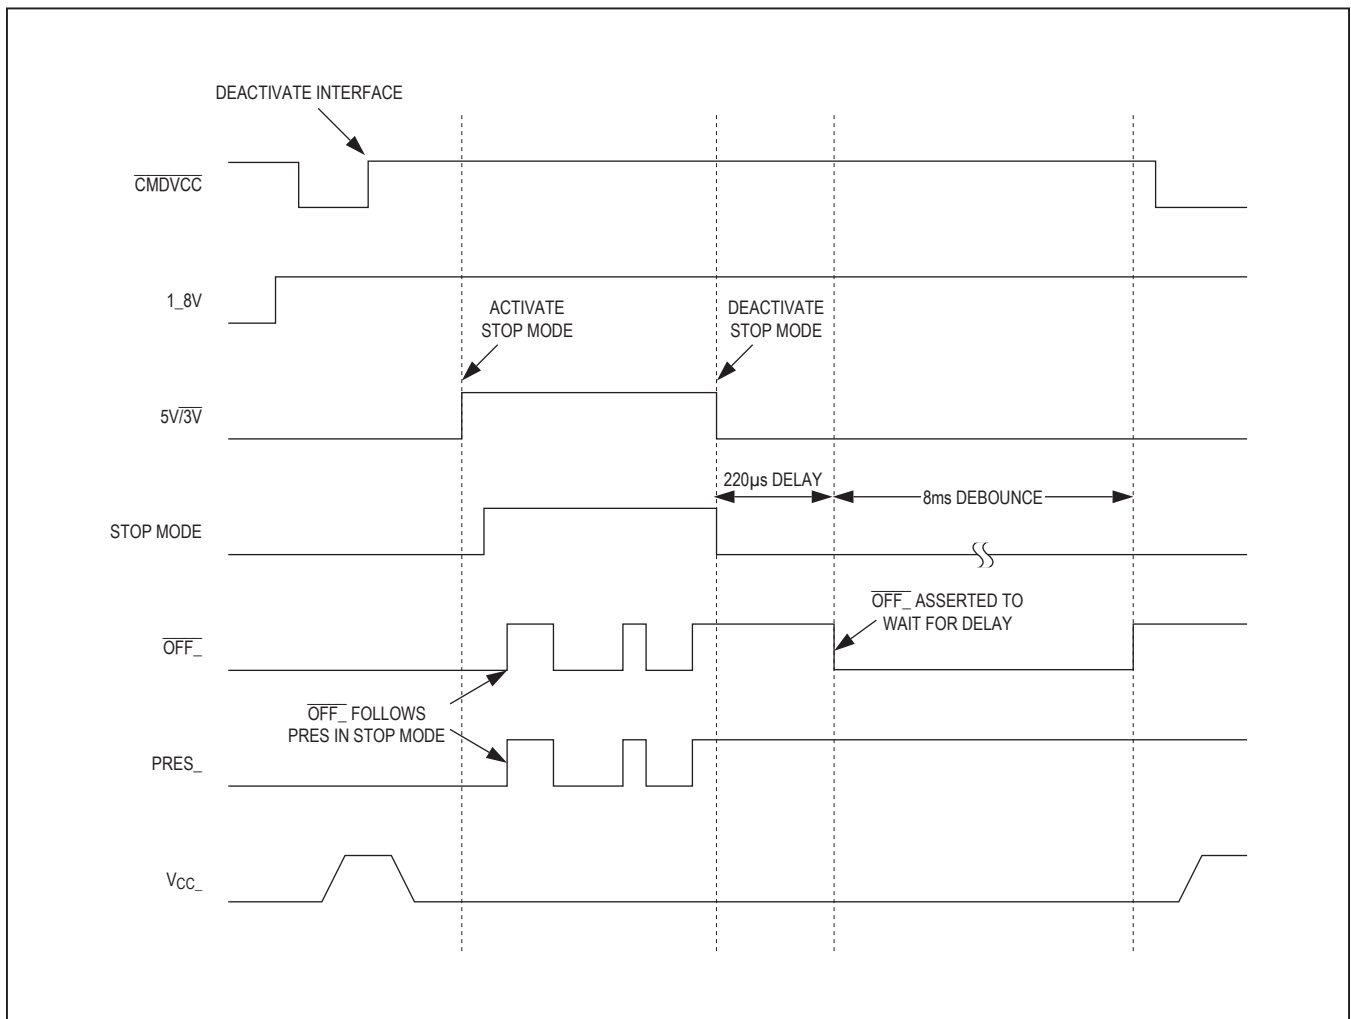 DEACTIVATE INTERFACE
CMDVCC
1_8V
ACTIVATE
STOP MODE
DEACTIVATE
STOP MODE
5V/3V
220µs DELAY
8ms DEBOUNCE
STOP MODE
OFF_ ASSERTED TO
WAIT FOR DELAY
OFF_
OFF_ FOLLOWS
PRES IN STOP MODE
PRES_
VCC_